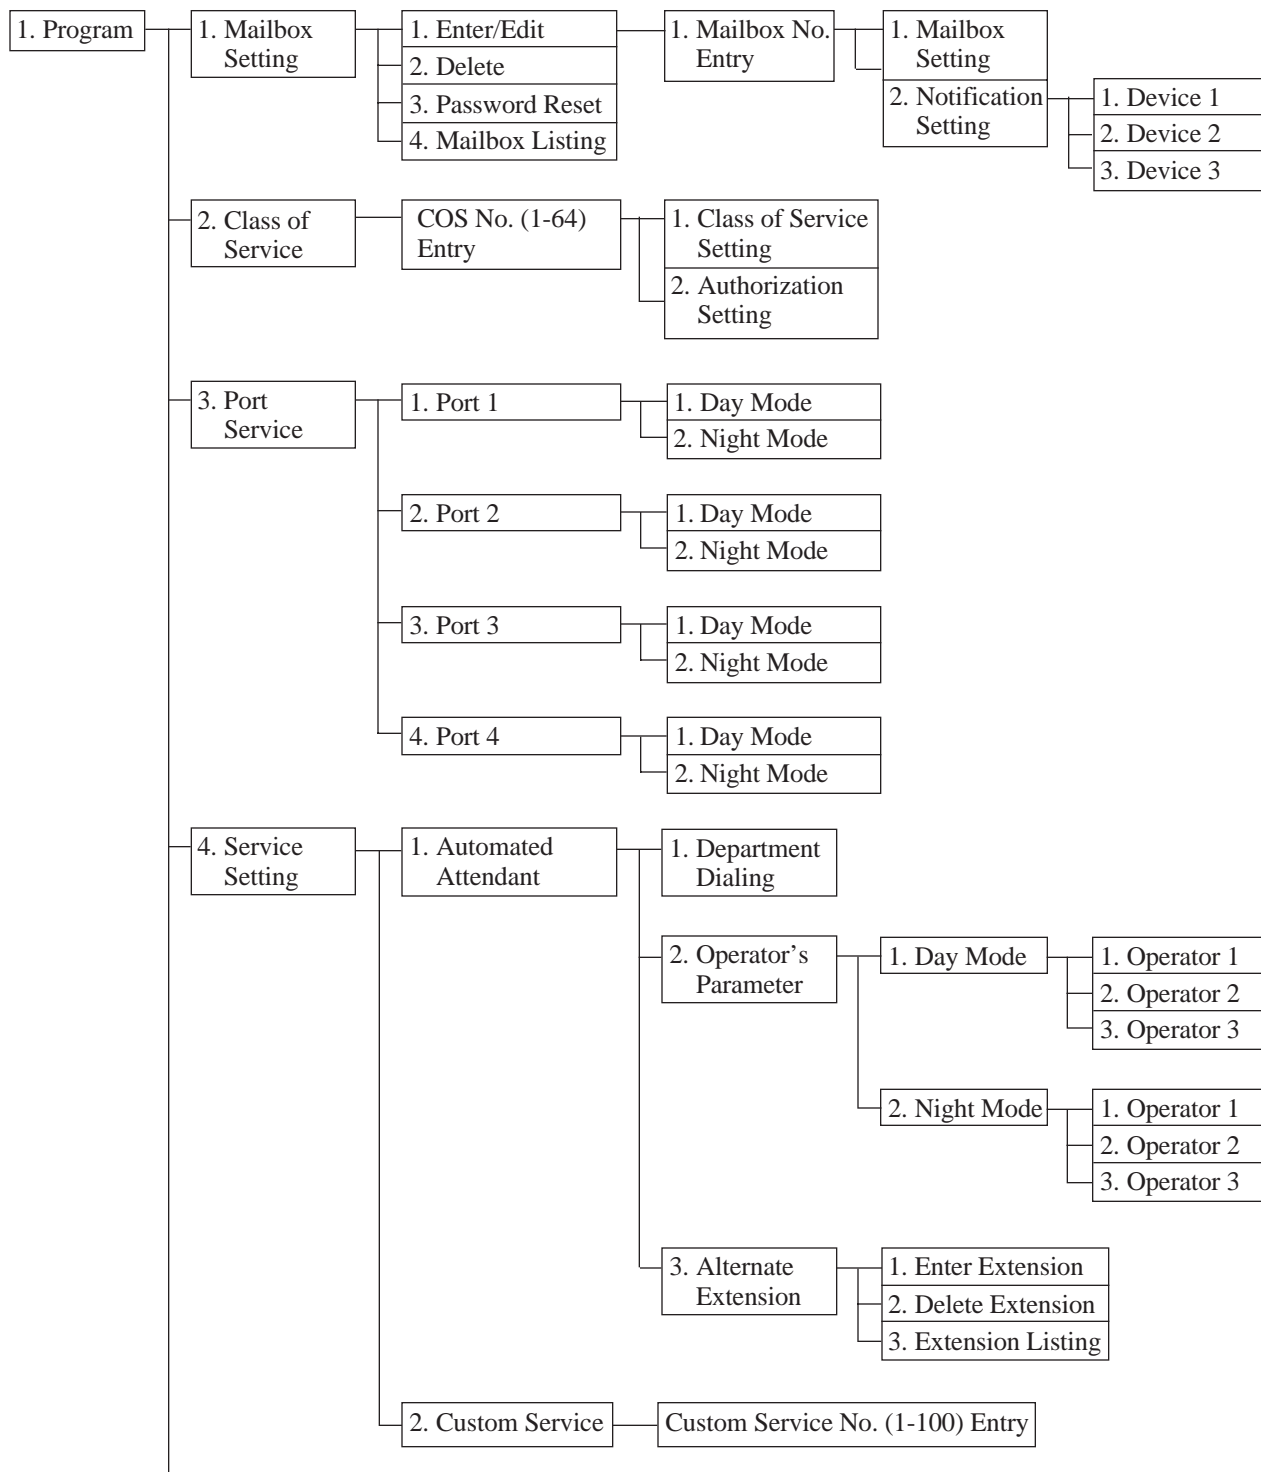 1. Program
1. Mailbox
Setting
1. Enter/Edit
2. Delete
3. Password Reset
4. Mailbox Listing
1. Mailbox No.
Entry
1. Mailbox
Setting
2. Notification
Setting
1. Device 1
2. Device 2
3. Device 3
2. Class of
Service
COS No. (1-64)
Entry
1. Class of Service
Setting
2. Authorization
Setting
3. Port
Service
1. Port 1
1. Day Mode
2. Night Mode
2. Port 2
1. Day Mode
2. Night Mode
3. Port 3
1. Day Mode
2. Night Mode
4. Port 4
1. Day Mode
2. Night Mode
4. Service
Setting
1. Automated
Attendant
1. Department
Dialing
2. Operator’s
Parameter
1. Day Mode
1. Operator 1
2. Operator 2
3. Operator 3
2. Night Mode
1. Operator 1
2. Operator 2
3. Operator 3
3. Alternate
Extension
1. Enter Extension
2. Delete Extension
3. Extension Listing
2. Custom Service
Custom Service No. (1-100) Entry